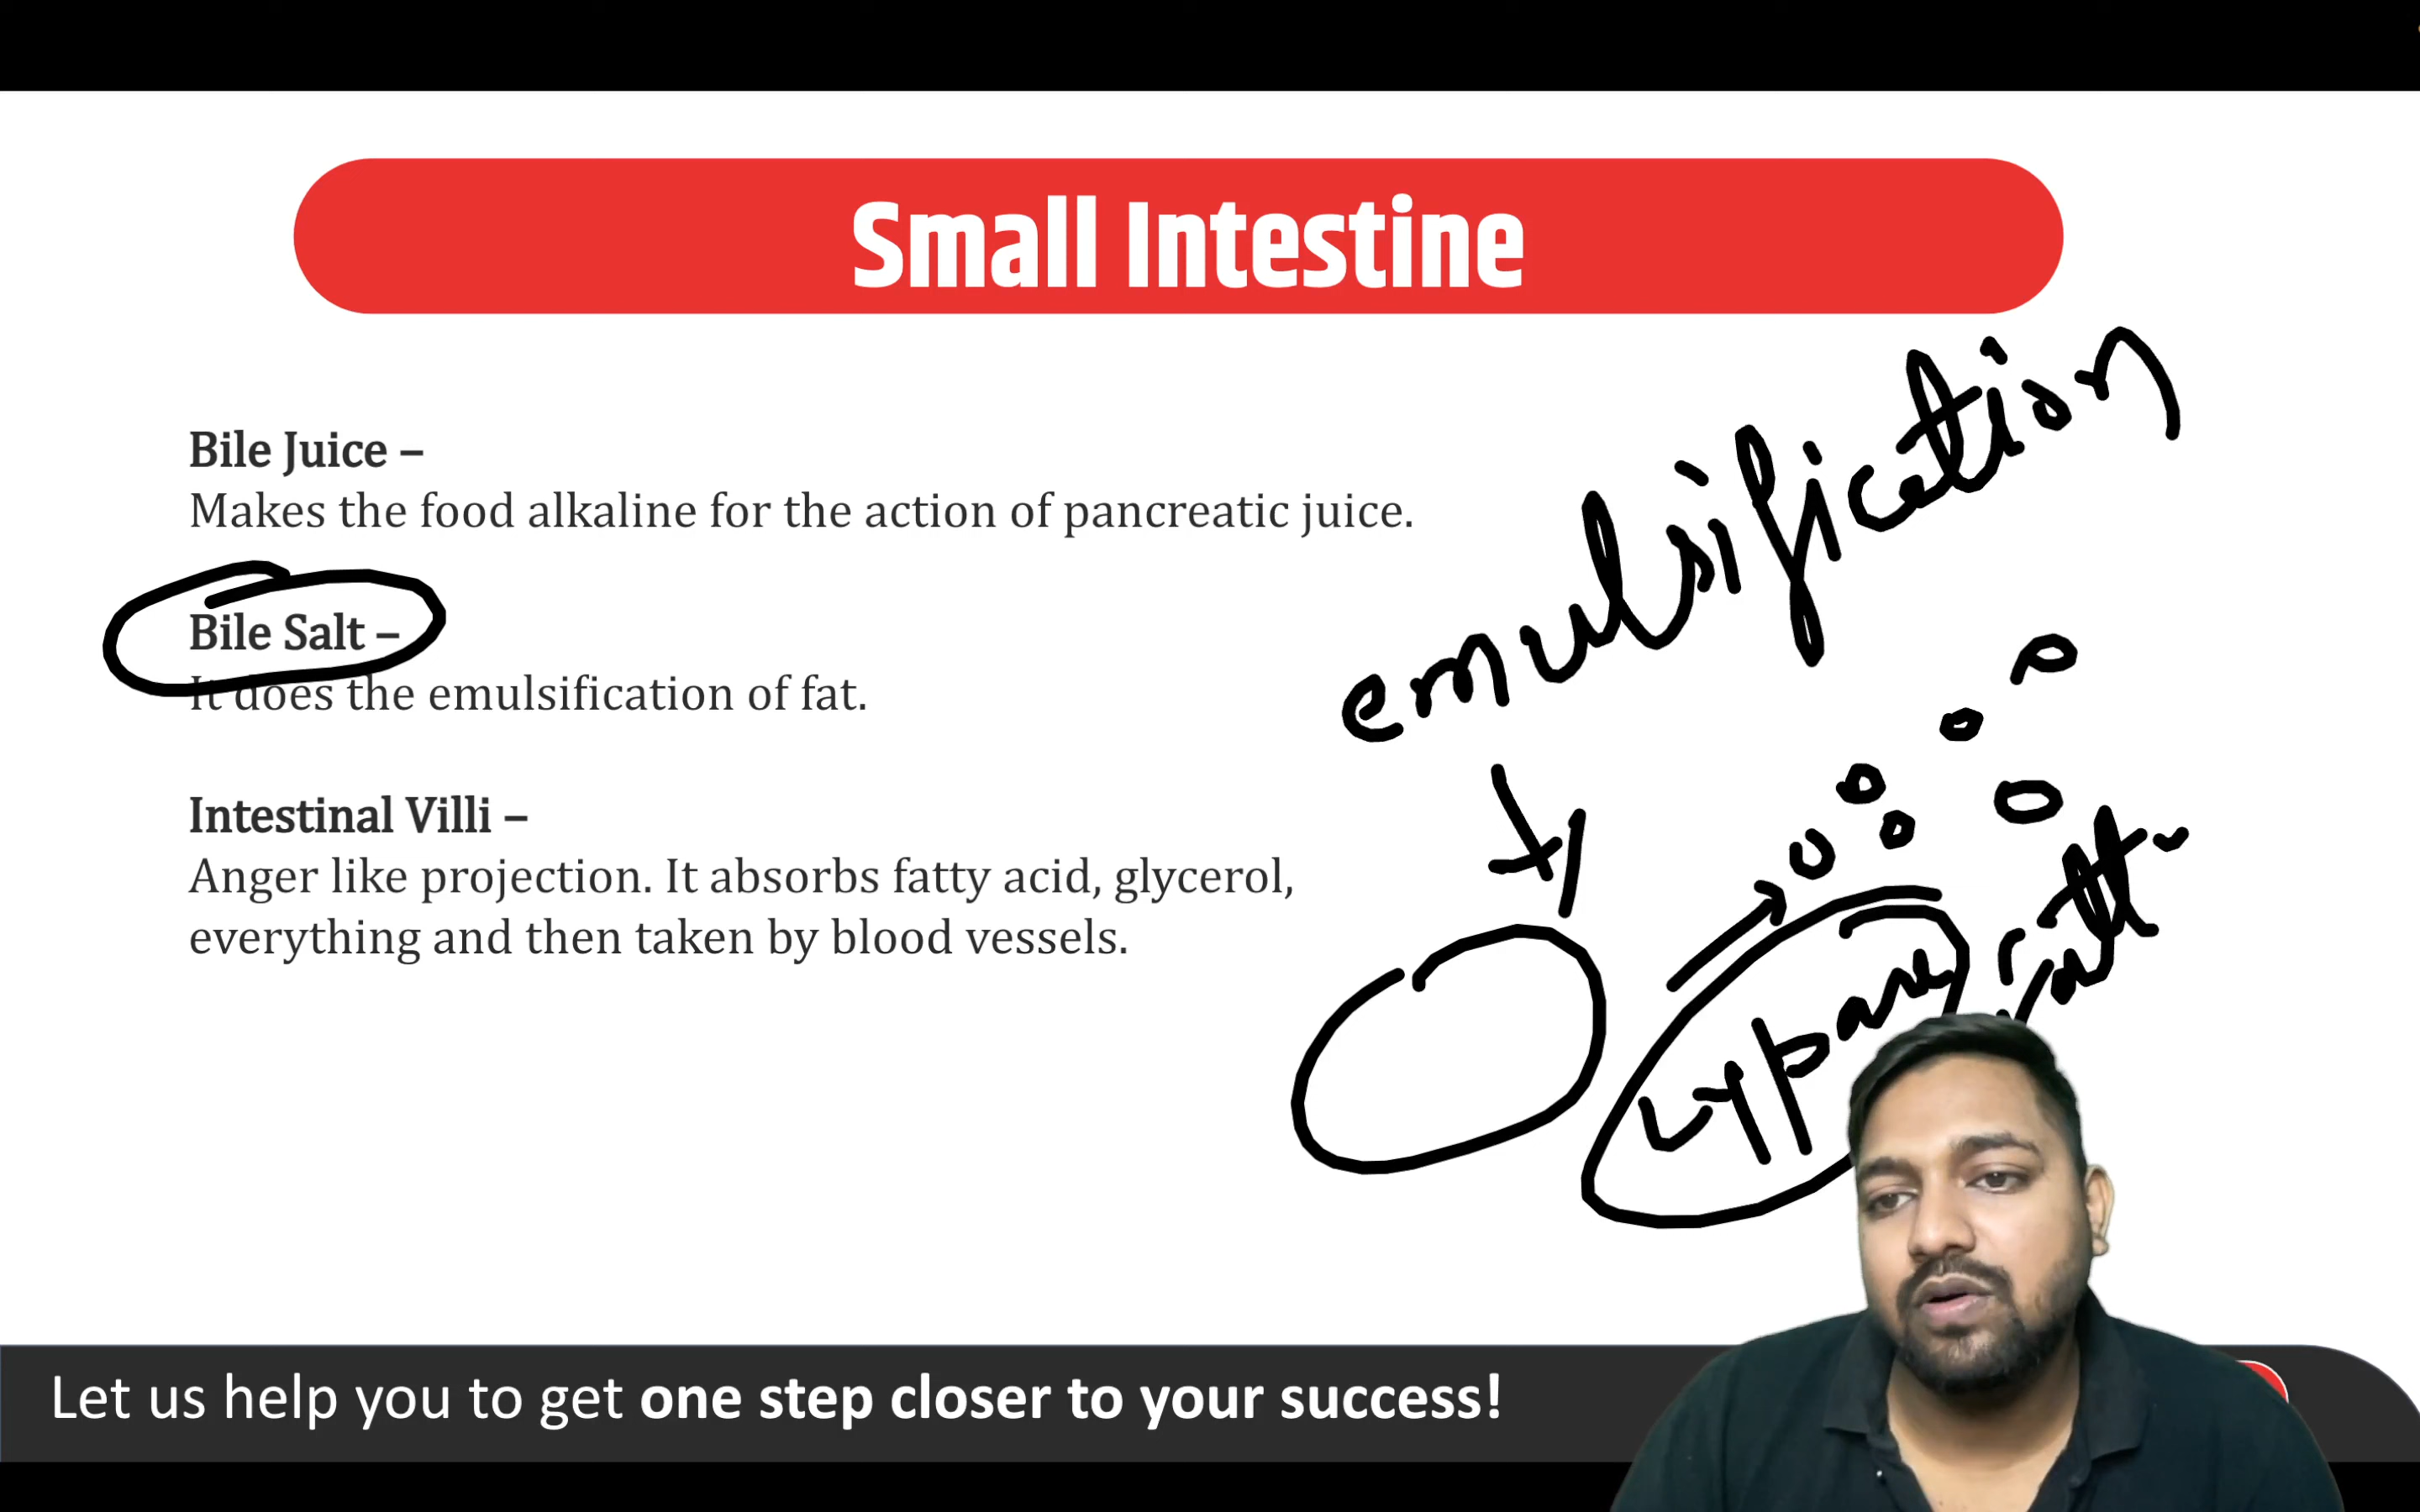 Small Intestine
Bile Juice –
Makes the food alkaline for the action of pancreatic juice.
Bile Salt –
It does the emulsification of fat.
Intestinal Villi –
Anger like projection. It absorbs fatty acid, glycerol,
everything and then taken by blood vessels.
emulsification
Let us help you to get one step closer to your success!